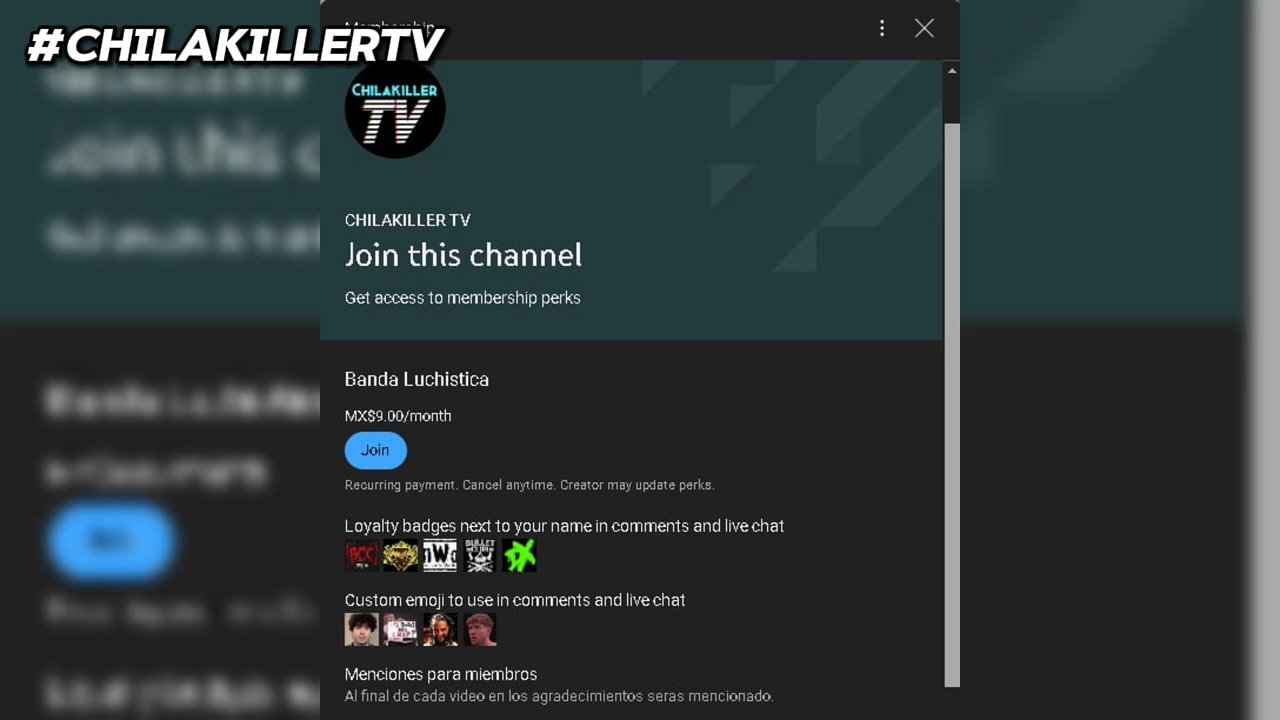 #CHILAKILLERTV
Membership
CHILAKILLER
TV
CHILAKILLER TV
Join this channel
Get access to membership perks
Banda Luchistica
MX$9.00/month
Join
Recurring payment. Cancel anytime. Creator may update perks.
Loyalty badges next to your name in comments and live chat
Custom emoji to use in comments and live chat
Menciones para miembros
Al final de cada video en los agradecimientos seras mencionado.